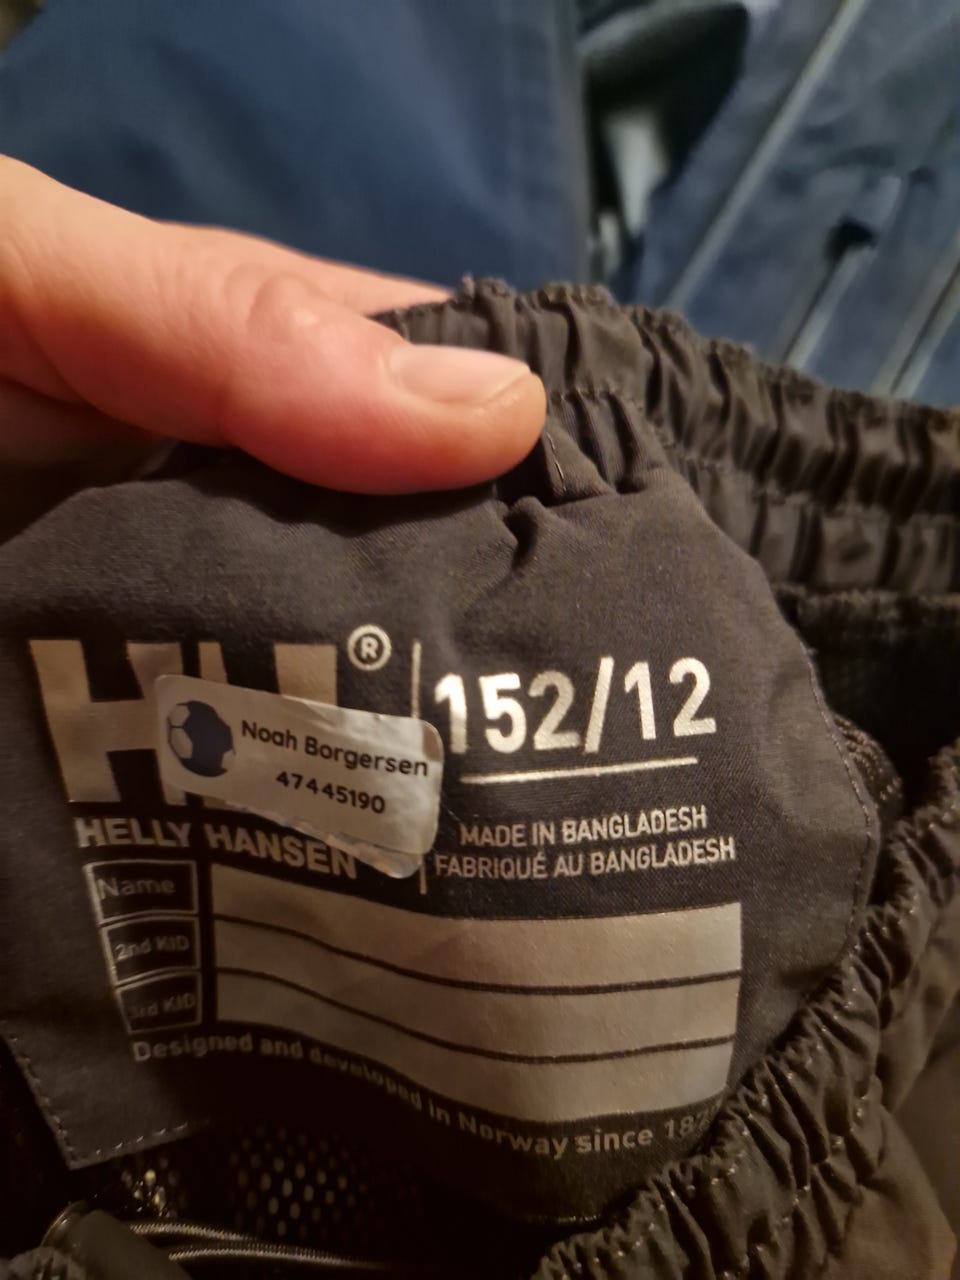 HH®
152/12
Noah Borgersen
47445190
HELLY HANSEN
MADE IN BANGLADESH
FABRIQUÉ AU BANGLADESH
Name
2nd KID
3rd KID
Designed and developed in Norway since